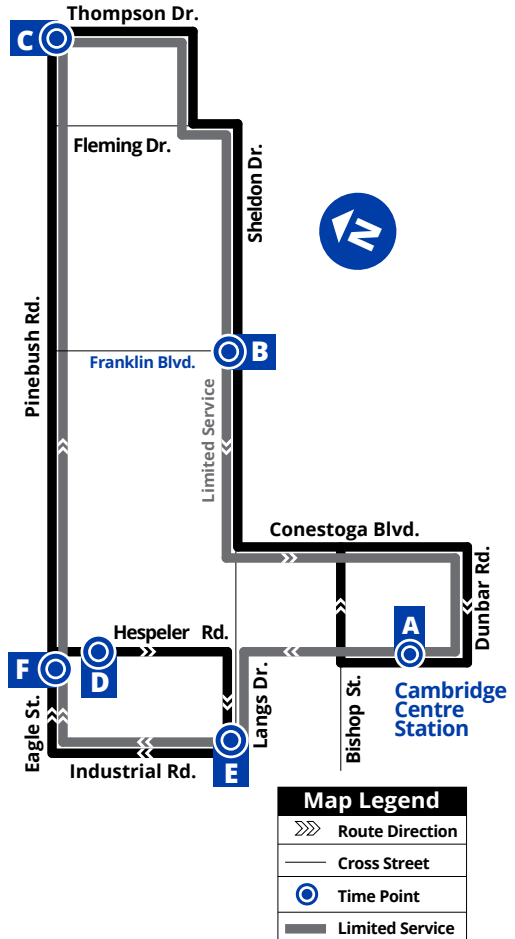 Thompson Dr.
C
Fleming Dr.
Sheldon Dr.
N
Pinebush Rd.
Franklin Blvd.
B
Limited Service
Conestoga Blvd.
Dunbar Rd.
Hespeler Rd.
A
F
D
Langs Dr.
Bishop St.
Cambridge
Centre
Station
Eagle St.
Industrial Rd.
E
Map Legend
Route Direction
Cross Street
Time Point
Limited Service